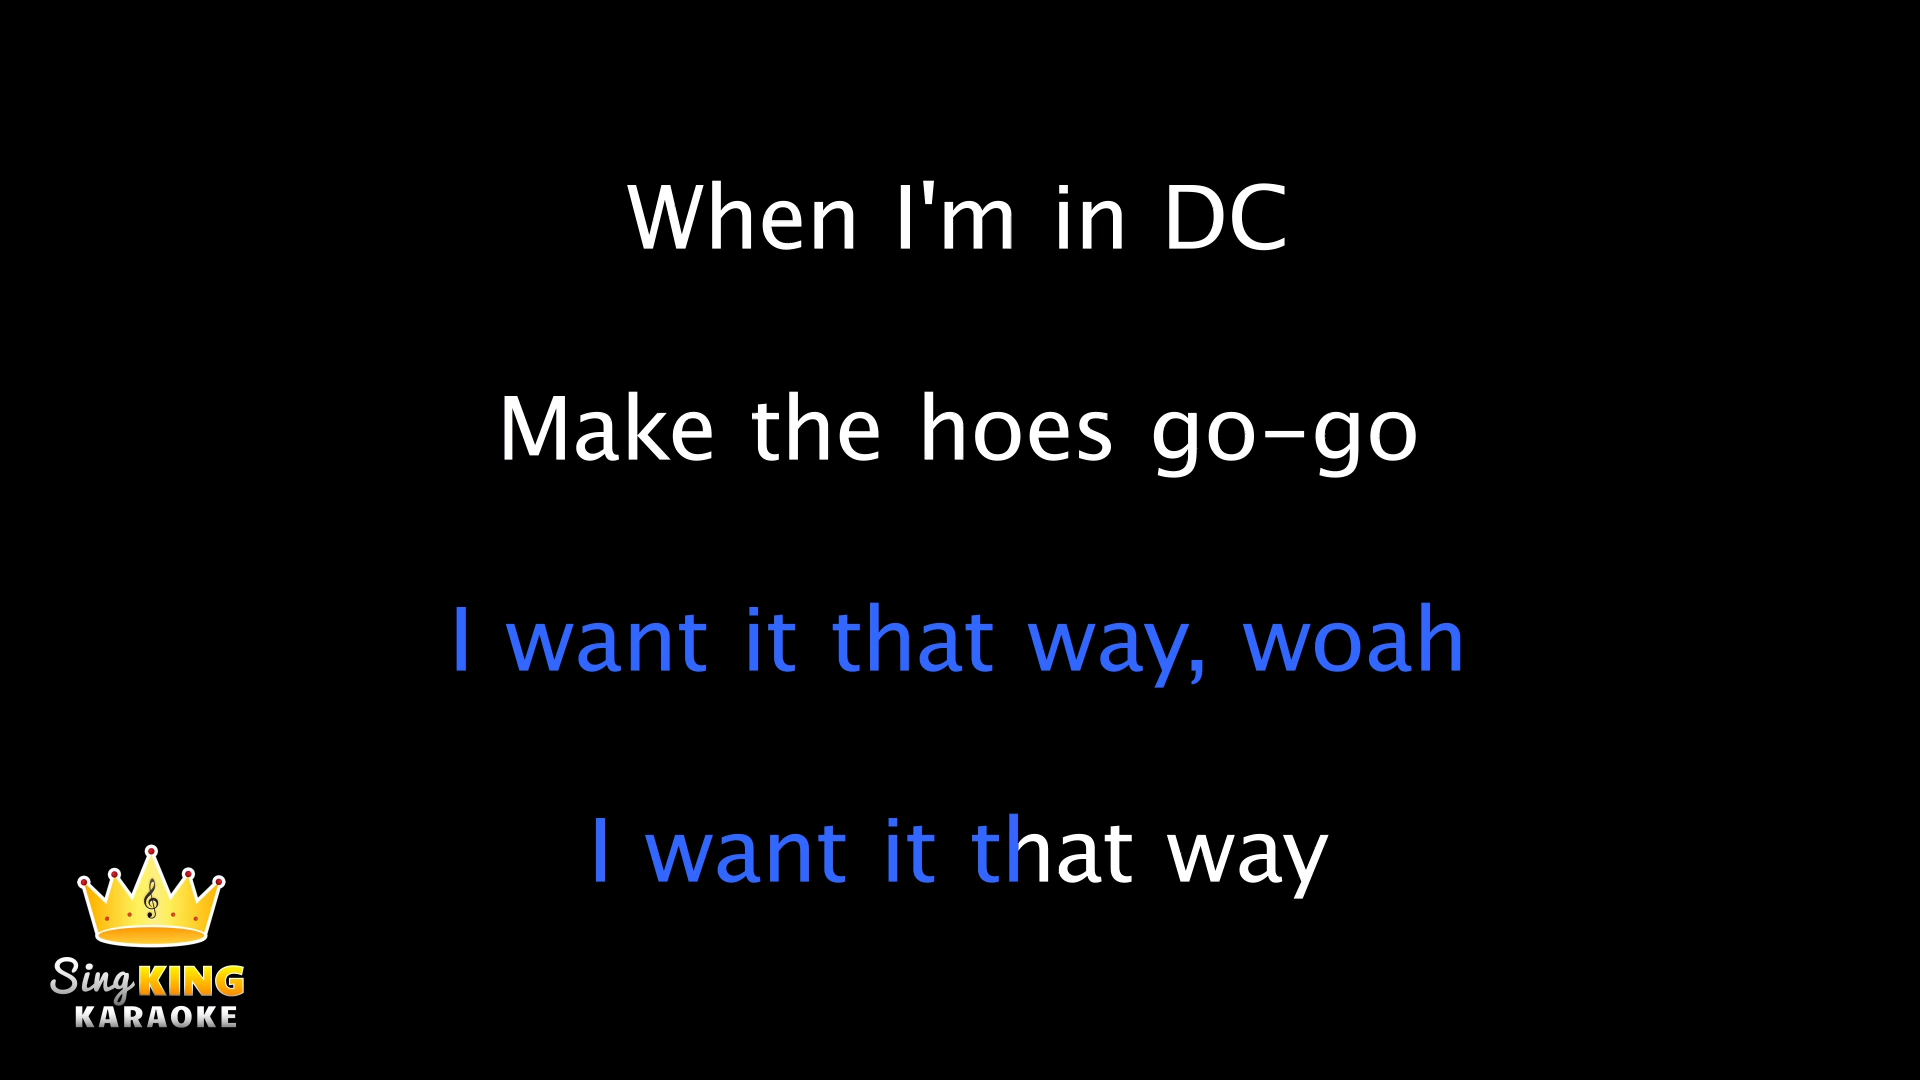 When I'm in DC
Make the hoes go-go
I want it that way, woah
I want it that way
Sing KING
KARAOKE